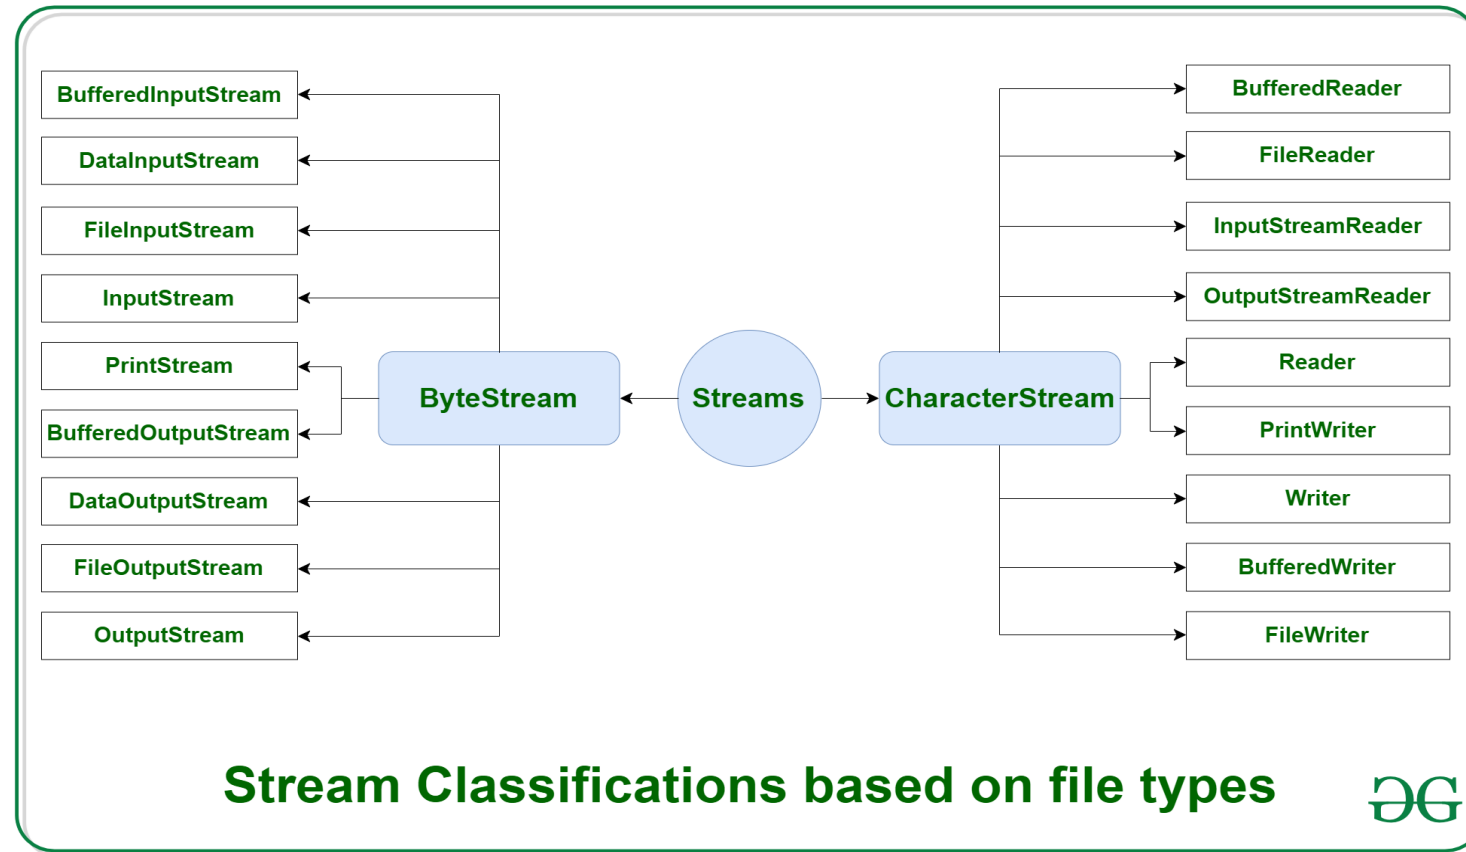 BufferedInputStream
DataInputStream
FileInputStream
InputStream
PrintStream
BufferedOutputStream
DataOutputStream
FileOutputStream
OutputStream
ByteStream
Streams
CharacterStream
BufferedReader
FileReader
InputStreamReader
OutputStreamReader
Reader
PrintWriter
Writer
BufferedWriter
FileWriter
Stream Classifications based on file types